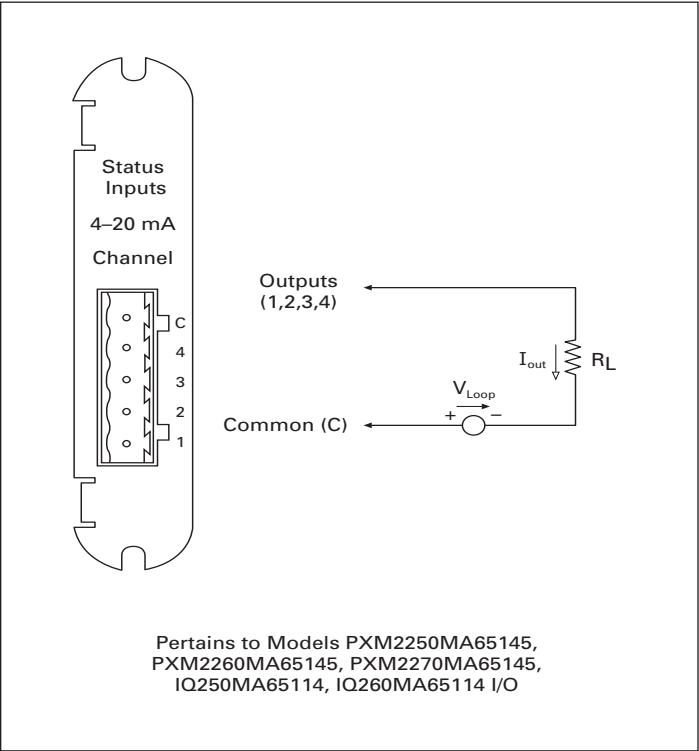 Status
Inputs
4–20 mA
Channel
C
4
3
2
1
Outputs
(1,2,3,4)
Iout
RL
VLoop
+ −
Common (C)
Pertains to Models PXM2250MA65145,
PXM2260MA65145, PXM2270MA65145,
IQ250MA65114, IQ260MA65114 I/O